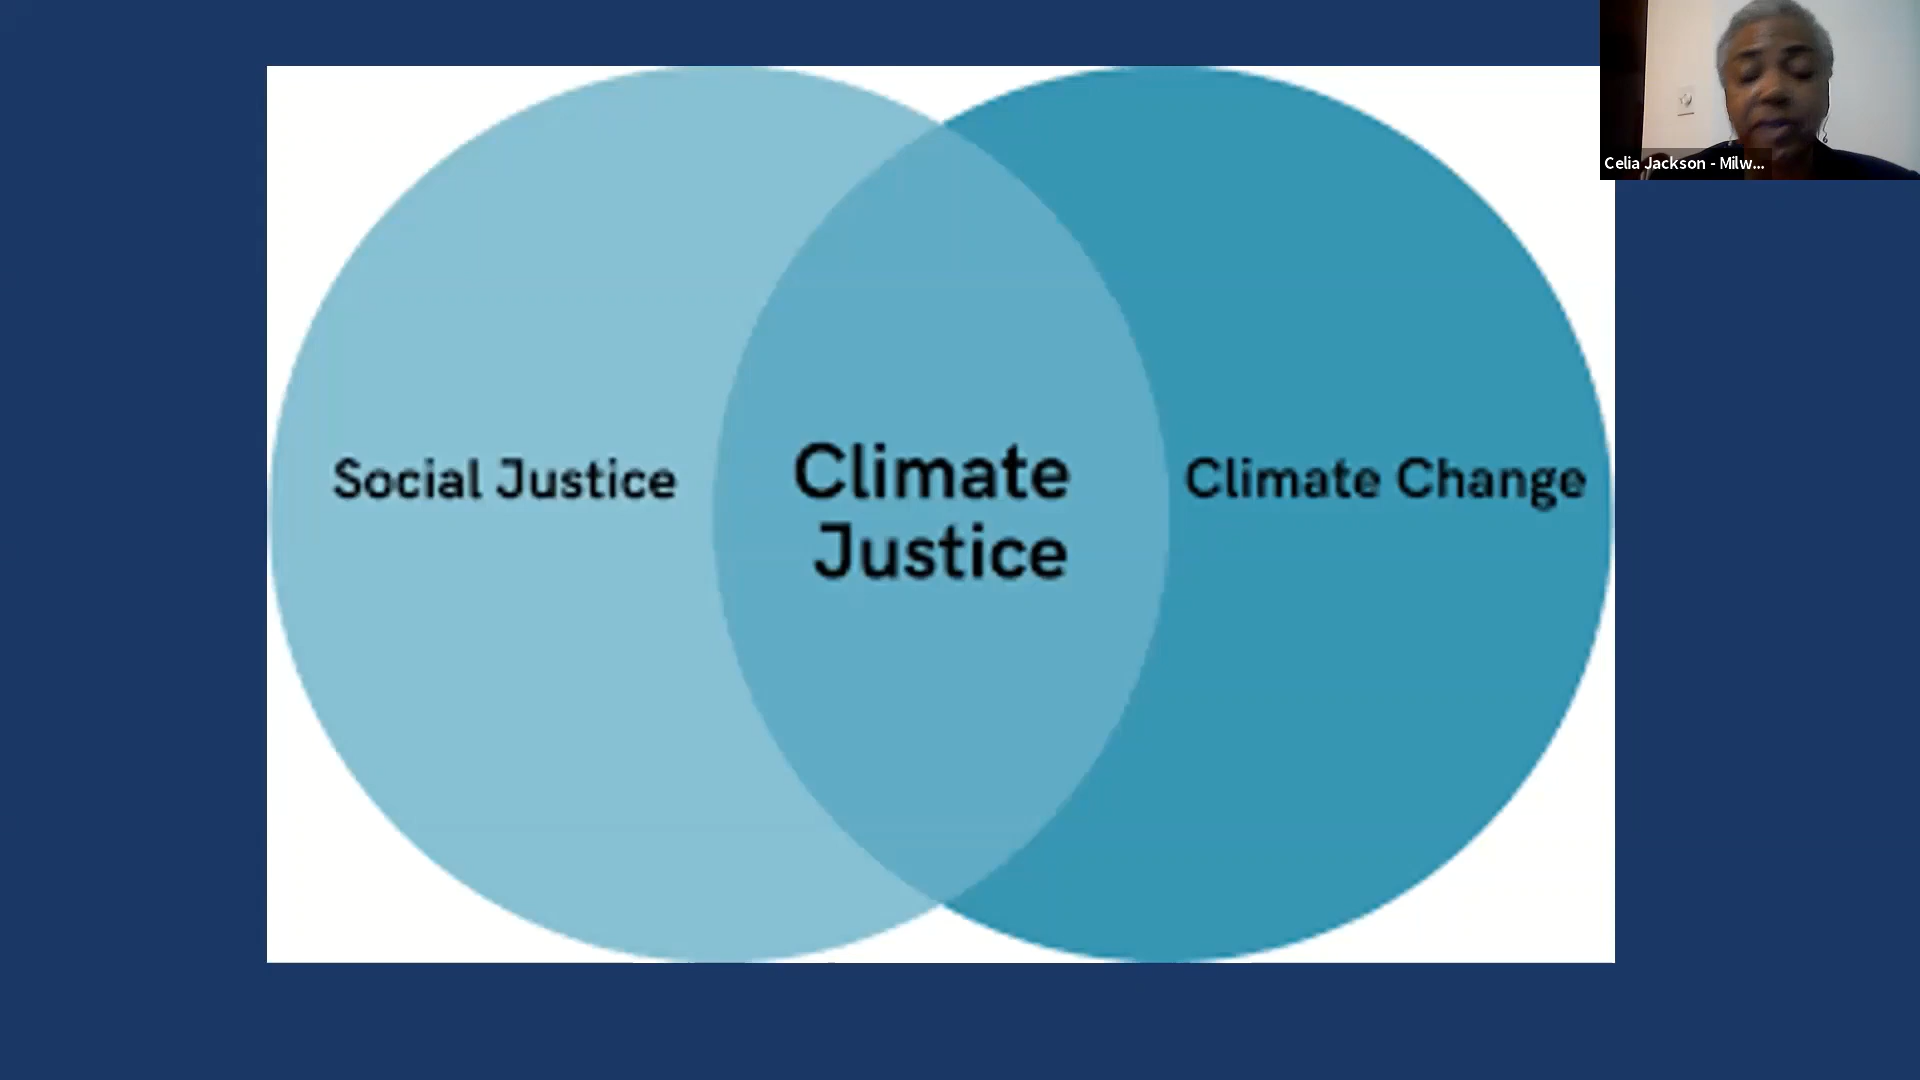 Celia Jackson - Milw...
Social Justice
Climate
Justice
Climate Change